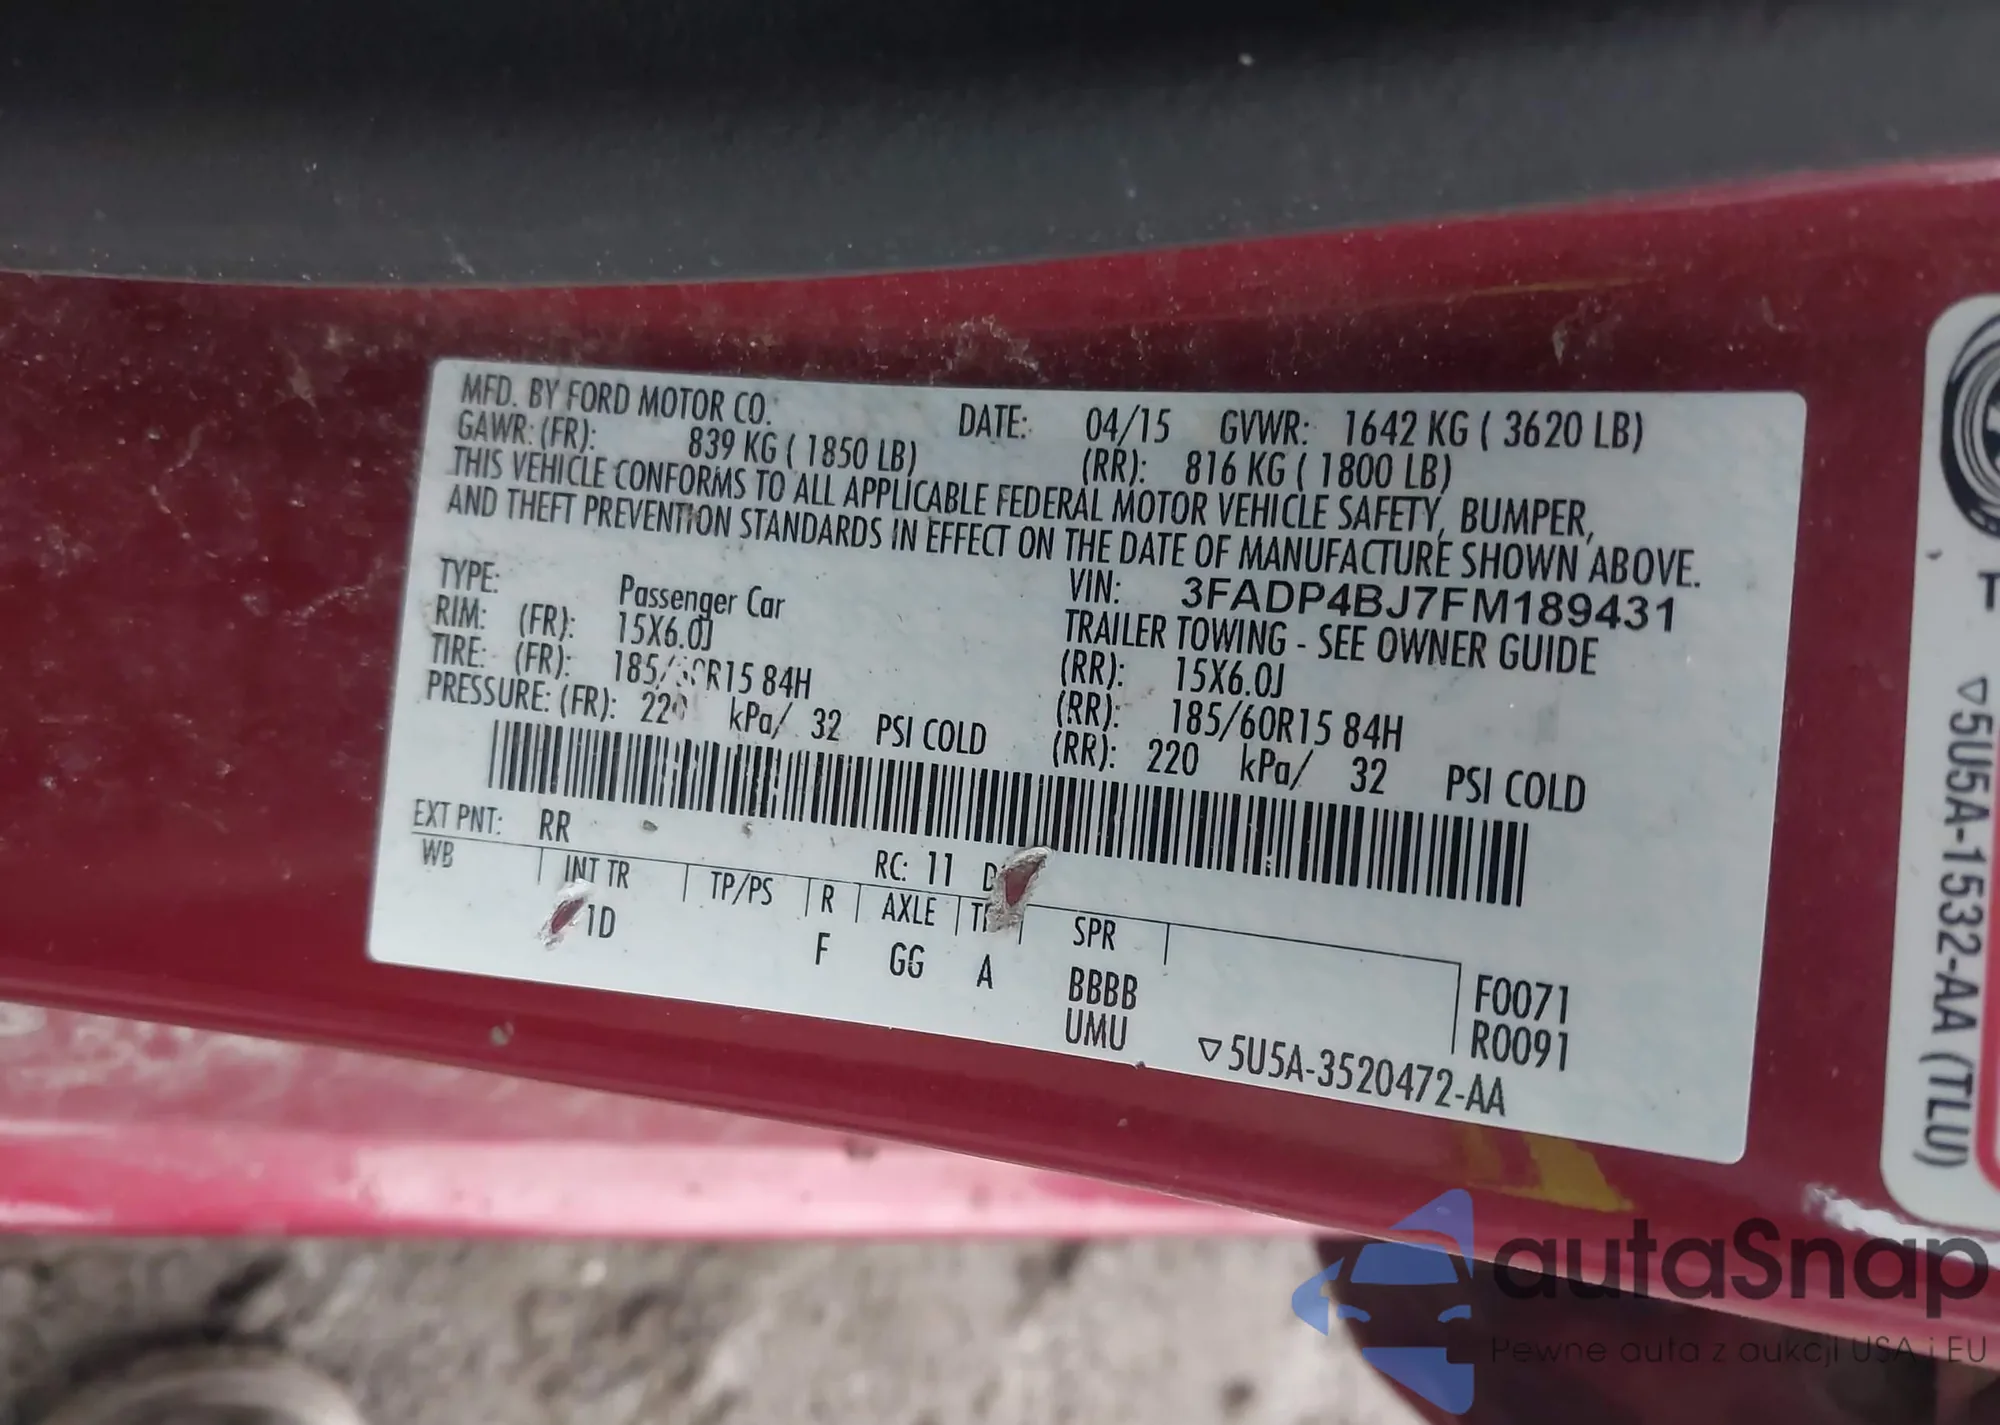 MFD. BY FORD MOTOR CO. DATE: 04/15 GVWR: 1642 KG ( 3620 LB)
GAWR: (FR): 839 KG ( 1850 LB) (RR): 816 KG ( 1800 LB)
THIS VEHICLE CONFORMS TO ALL APPLICABLE FEDERAL MOTOR VEHICLE SAFETY, BUMPER,
AND THEFT PREVENTION STANDARDS IN EFFECT ON THE DATE OF MANUFACTURE SHOWN ABOVE.
VIN: 3FADP4BJ7FM189431
TYPE: Passenger Car TRAILER TOWING - SEE OWNER GUIDE
RIM: (FR): 15X6.0J (RR): 15X6.0J
TIRE: (FR): R15 84H (RR): 185/60R15 84H
PRESSURE: (FR): kPa/ 32 PSI COLD (RR): 220 kPa/ 32 PSI COLD
EXT PNT: RR RC: 11
WB INT TR TP/PS R AXLE SPR
1D F GG A BBBB F0071
UMU R0091
▽5U5A-3520472-AA
T
▽5U5A-1532-AA (TLU)
autaSnap
Pewne auta z aukcji USA i EU